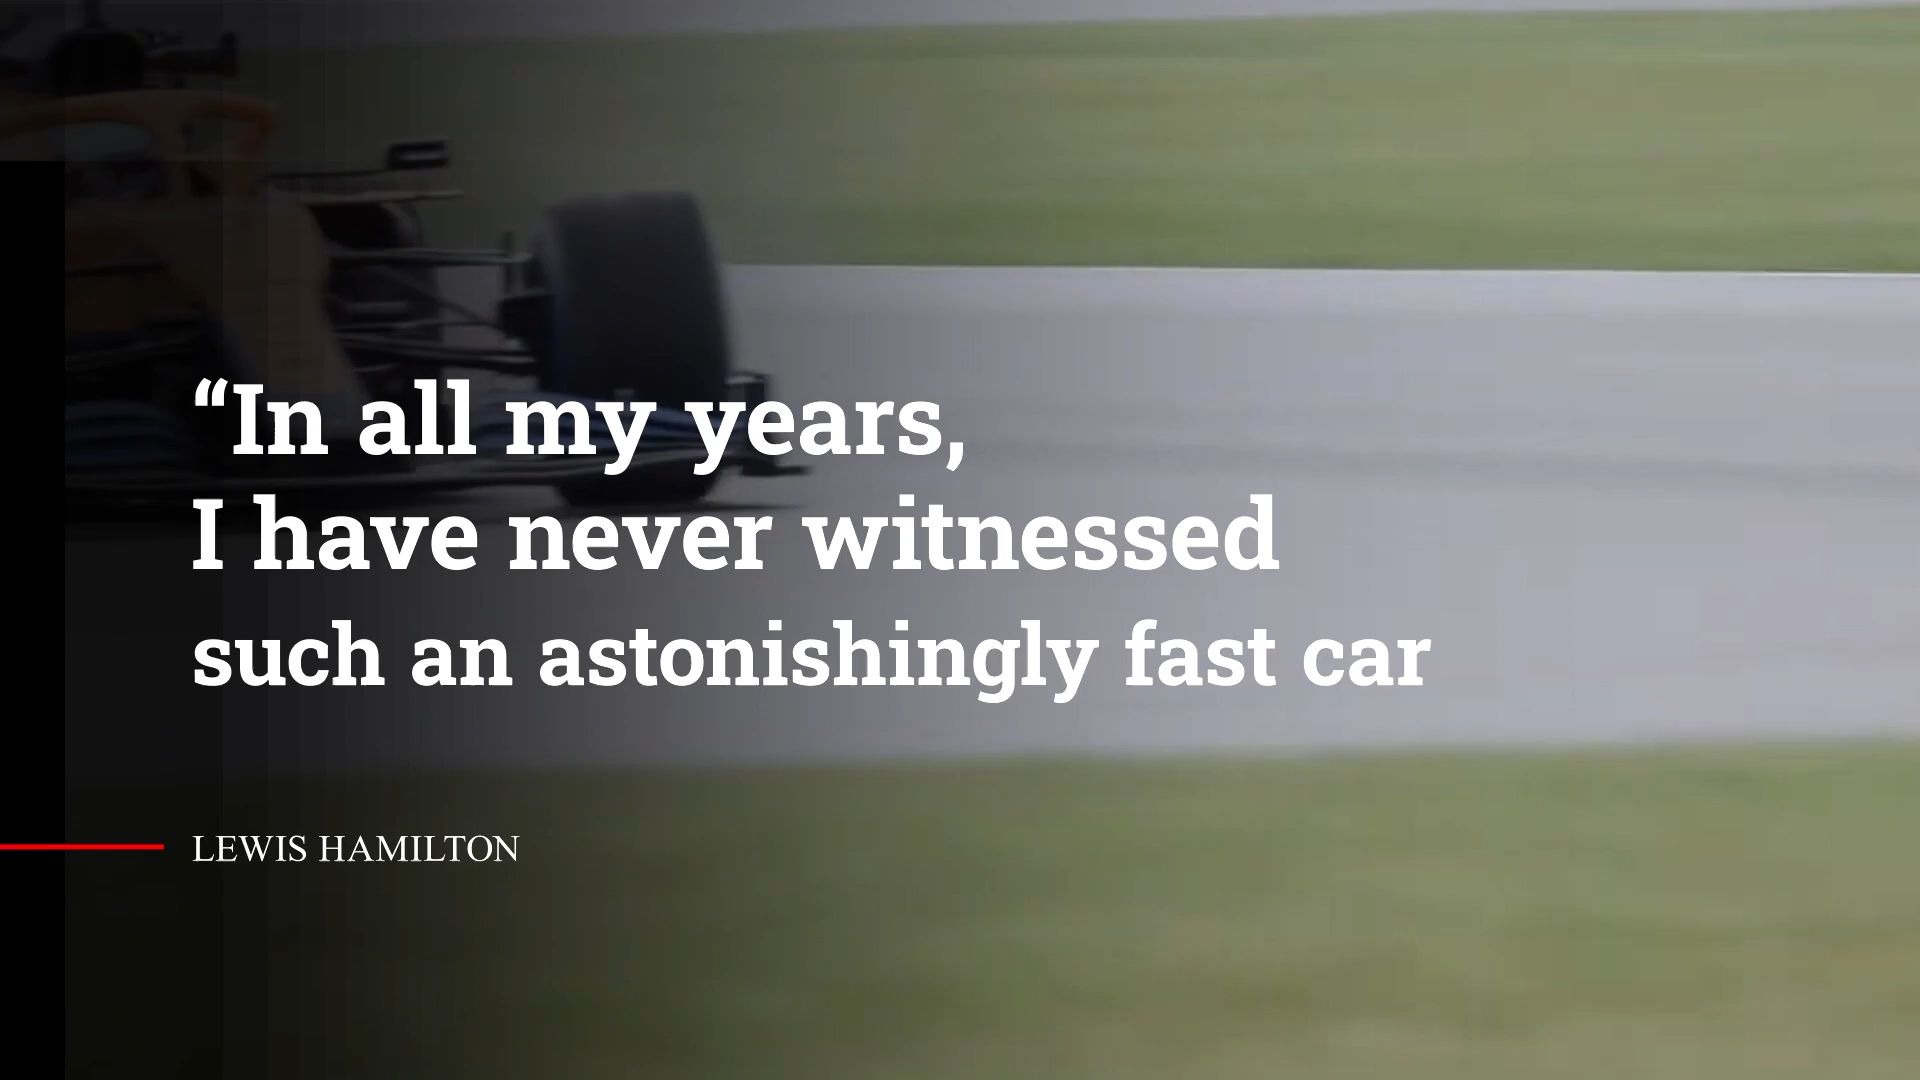 “In all my years,
I have never witnessed
such an astonishingly fast car
LEWIS HAMILTON